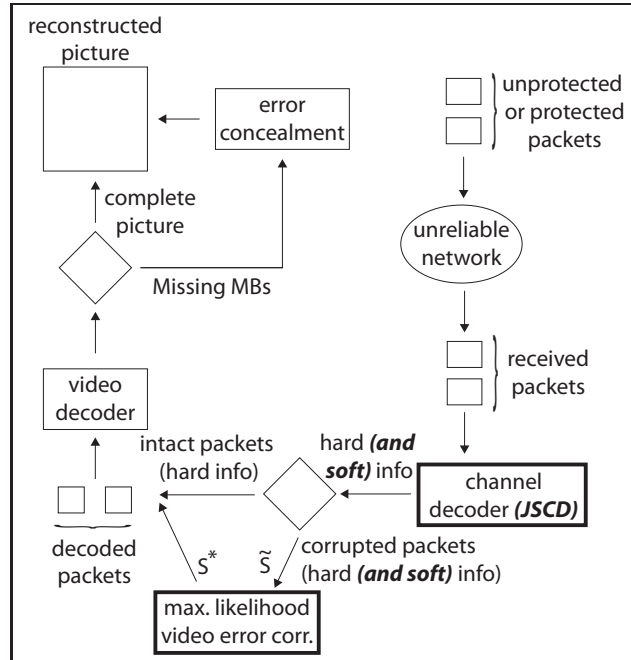 reconstructed
picture
error
concealment
unprotected
or protected
packets
complete
picture
unreliable
network
Missing MBs
received
packets
video
decoder
intact packets
(hard info)
hard (and
soft) info
channel
decoder (JSCD)
decoded
packets
S*
S̃
corrupted packets
(hard (and soft) info)
max. likelihood
video error corr.